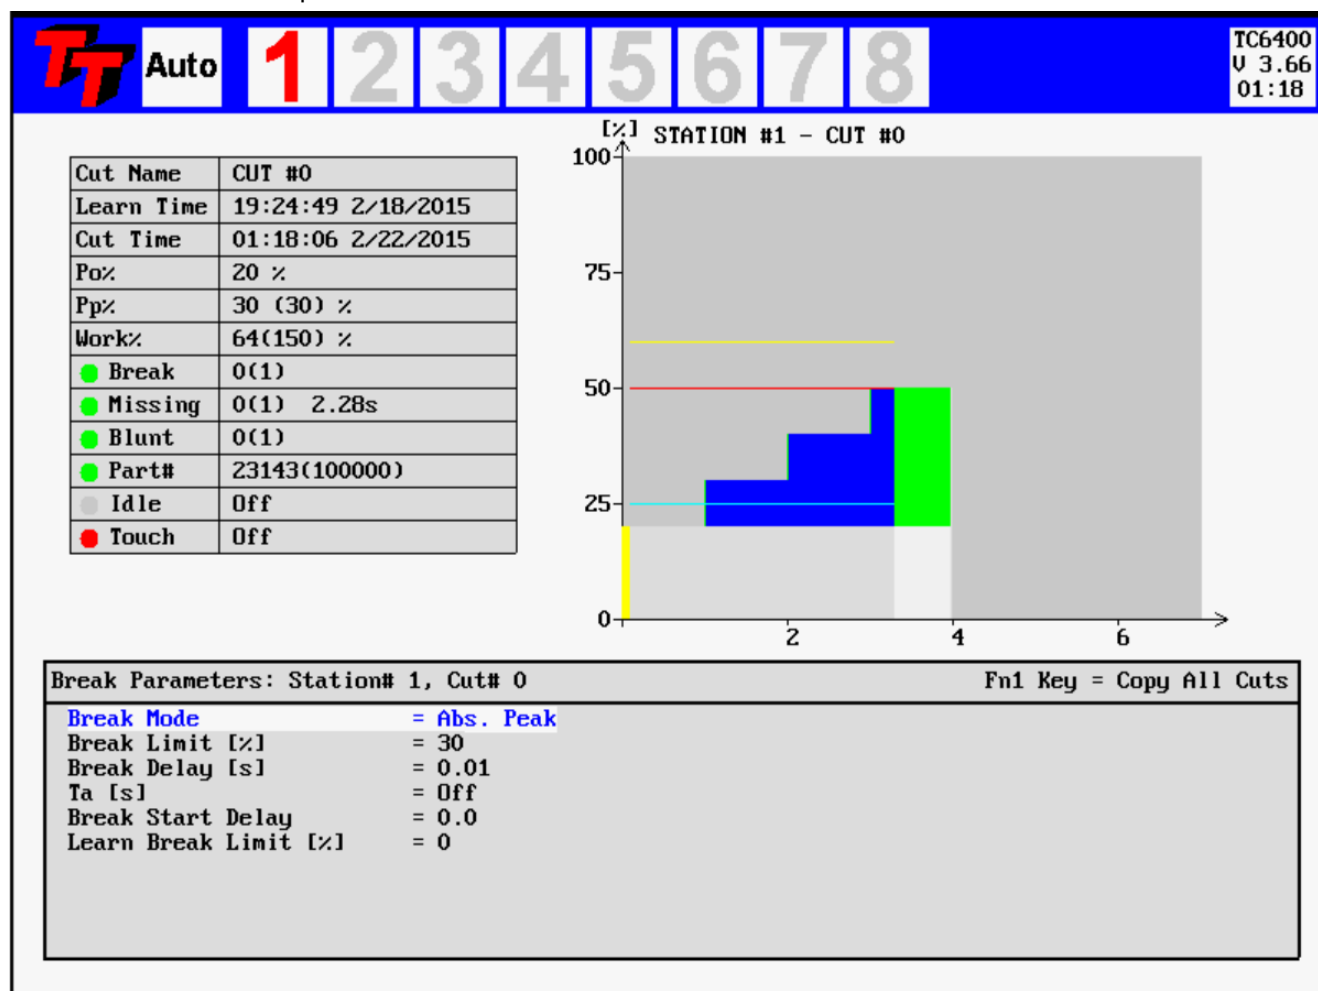 TT Auto 1 2 3 4 5 6 7 8
TC6400
V 3.66
01:18
[%] STATION #1 - CUT #0
Cut Name CUT #0
Learn Time 19:24:49 2/18/2015
Cut Time 01:18:06 2/22/2015
Po% 20 %
Pp% 30 (30) %
Work% 64(150) %
Break 0(1)
Missing 0(1) 2.28s
Blunt 0(1)
Part# 23143(100000)
Idle Off
Touch Off
100
75
50
25
0
2 4 6
Break Parameters: Station# 1, Cut# 0 Fn1 Key = Copy All Cuts
Break Mode = Abs. Peak
Break Limit [%] = 30
Break Delay [s] = 0.01
Ta [s] = Off
Break Start Delay = 0.0
Learn Break Limit [%] = 0